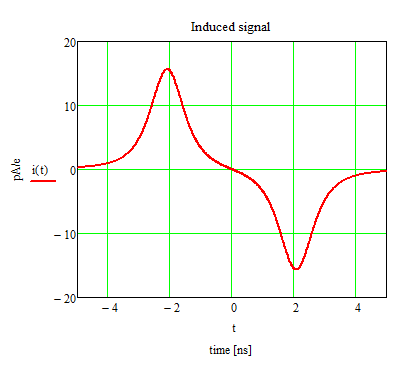 Induced signal
20
10
pA/e
i(t)
0
− 10
− 20
− 4
− 2
0
2
4
t
time [ns]